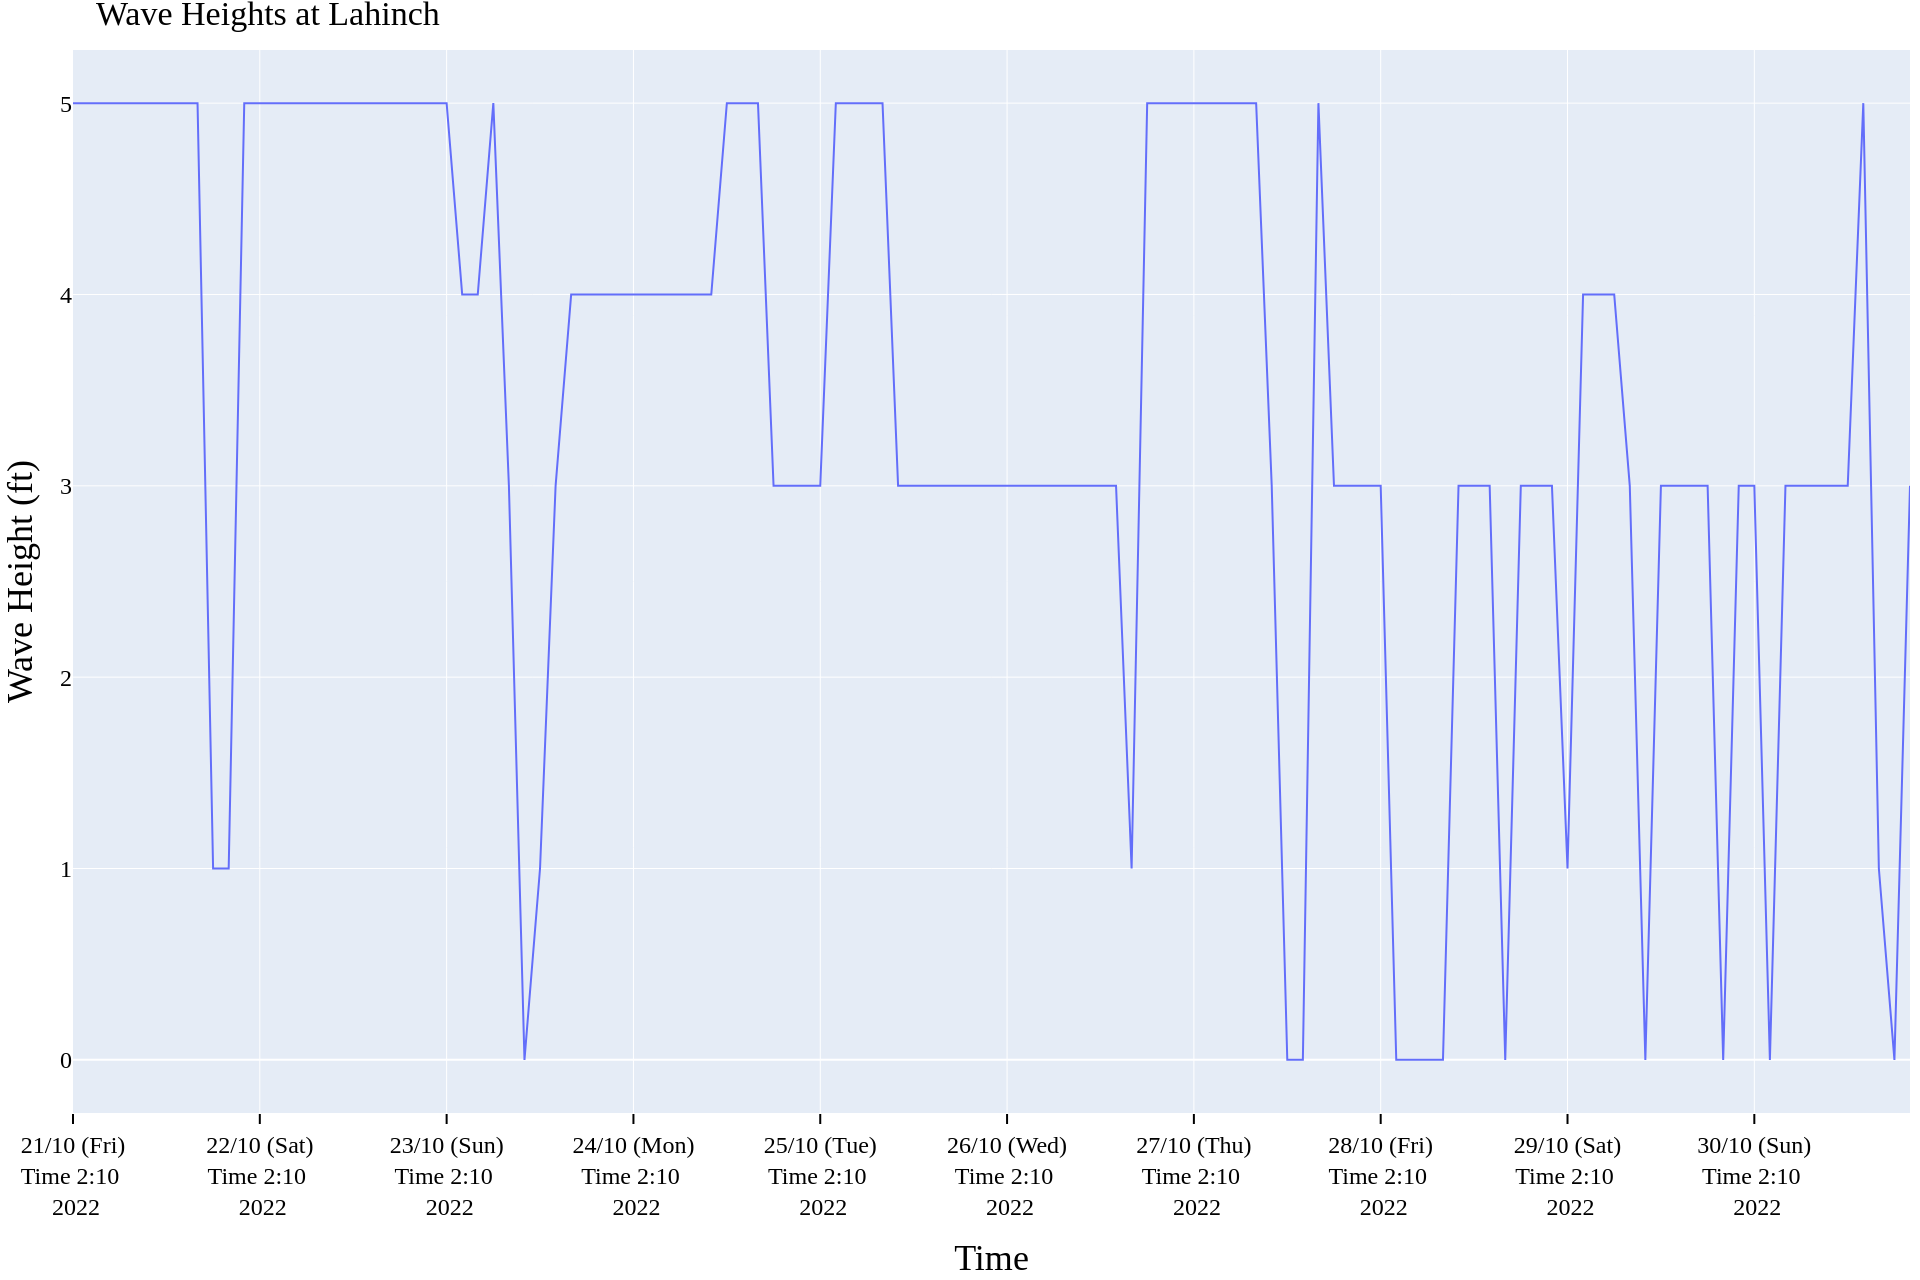 Wave Heights at Lahinch
Wave Height (ft)
5
4
3
2
1
0
21/10 (Fri)
Time 2:10
2022
22/10 (Sat)
Time 2:10
2022
23/10 (Sun)
Time 2:10
2022
24/10 (Mon)
Time 2:10
2022
25/10 (Tue)
Time 2:10
2022
26/10 (Wed)
Time 2:10
2022
27/10 (Thu)
Time 2:10
2022
28/10 (Fri)
Time 2:10
2022
29/10 (Sat)
Time 2:10
2022
30/10 (Sun)
Time 2:10
2022
Time